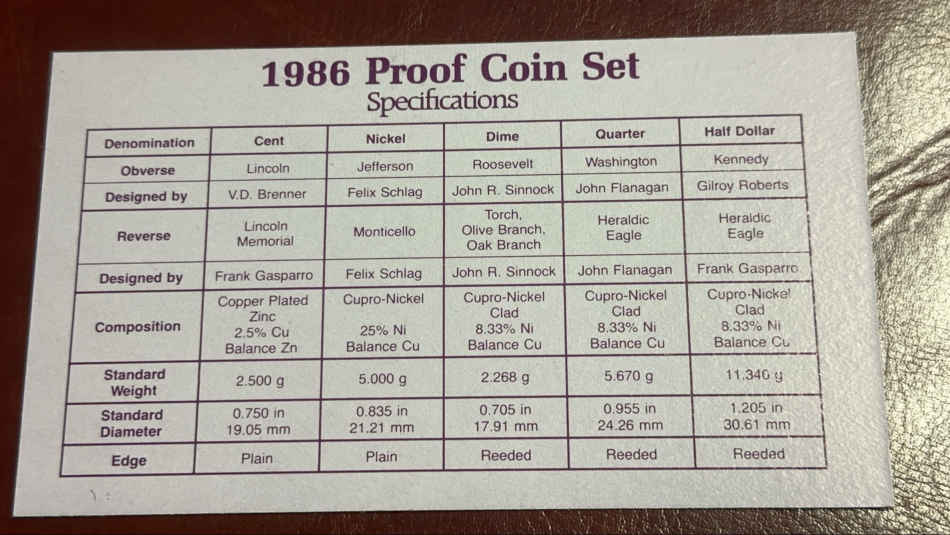 1986 Proof Coin Set
Specifications
Denomination Cent Nickel Dime Quarter Half Dollar
Obverse Lincoln Jefferson Roosevelt Washington Kennedy
Designed by V.D. Brenner Felix Schlag John R. Sinnock John Flanagan Gilroy Roberts
Reverse Lincoln Memorial Monticello Torch, Olive Branch, Oak Branch Heraldic Eagle Heraldic Eagle
Designed by Frank Gasparro Felix Schlag John R. Sinnock John Flanagan Frank Gasparro
Composition Copper Plated Zinc 2.5% Cu Balance Zn Cupro-Nickel 25% Ni Balance Cu Cupro-Nickel Clad 8.33% Ni Balance Cu Cupro-Nickel Clad 8.33% Ni Balance Cu Cupro-Nickel Clad 8.33% Ni Balance Cu
Standard Weight 2.500 g 5.000 g 2.268 g 5.670 g 11.340 g
Standard Diameter 0.750 in 19.05 mm 0.835 in 21.21 mm 0.705 in 17.91 mm 0.955 in 24.26 mm 1.205 in 30.61 mm
Edge Plain Plain Reeded Reeded Reeded